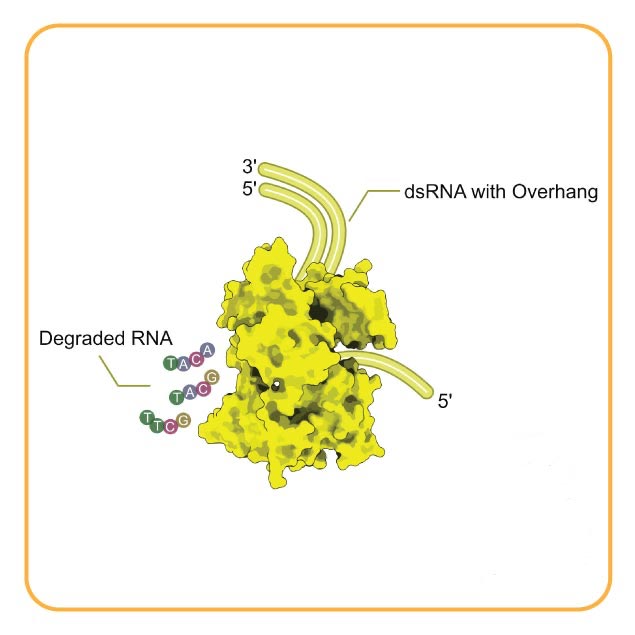 3'
5'
dsRNA with Overhang
Degraded RNA
T A C A
T A C G
T T C G
5'